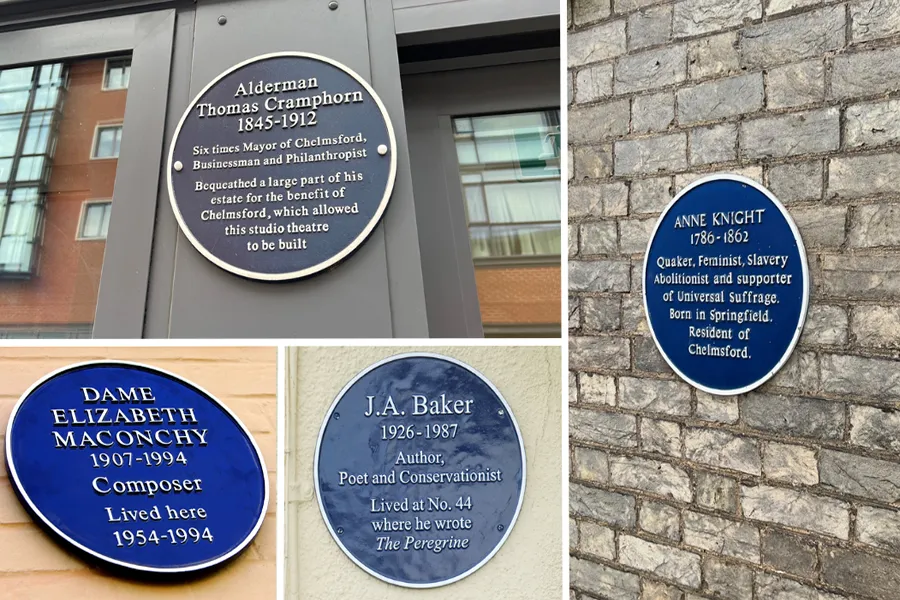 Alderman
Thomas Cramphorn
1845-1912
Six times Mayor of Chelmsford,
Businessman and Philanthropist
Bequeathed a large part of his
estate for the benefit of
Chelmsford, which allowed
this studio theatre
to be built
ANNE KNIGHT
1786-1862
Quaker, Feminist, Slavery
Abolitionist and supporter
of Universal Suffrage.
Born in Springfield.
Resident of
Chelmsford.
DAME
ELIZABETH
MACONCHY
1907-1994
Composer
Lived here
1954-1994
J.A. Baker
1926-1987
Author,
Poet and Conservationist
Lived at No. 44
where he wrote
The Peregrine